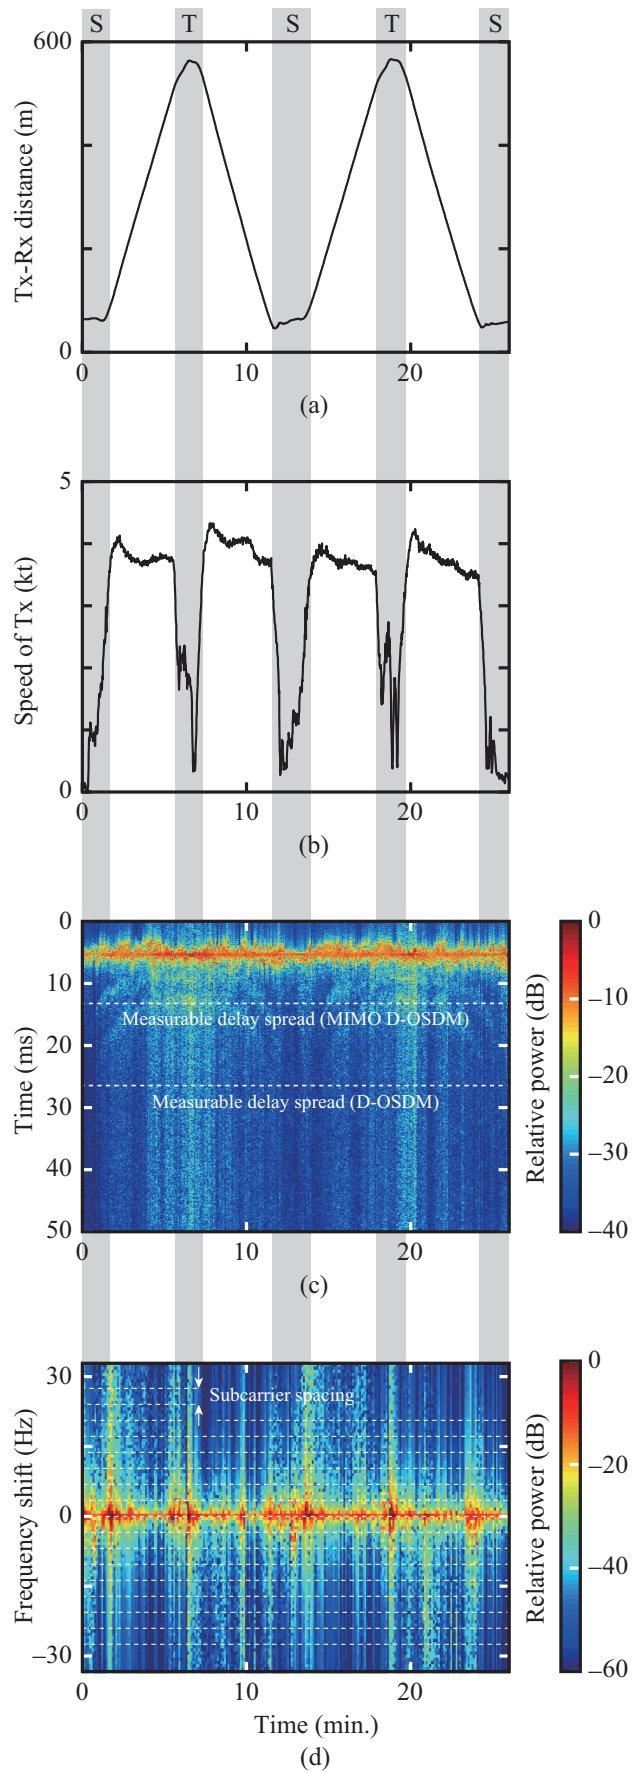 S T S T S
600
Tx-Rx distance (m)
0
0 10 20
(a)
5
Speed of Tx (kt)
0
0 10 20
(b)
0
10
20
30
40
50
Time (ms)
Measurable delay spread (MIMO D-OSDM)
Measurable delay spread (D-OSDM)
0 10 20
0
−10
−20
−30
−40
Relative power (dB)
(c)
30
0
−30
Frequency shift (Hz)
Subcarrier spacing
0 10 20
Time (min.)
0
−20
−40
−60
Relative power (dB)
(d)